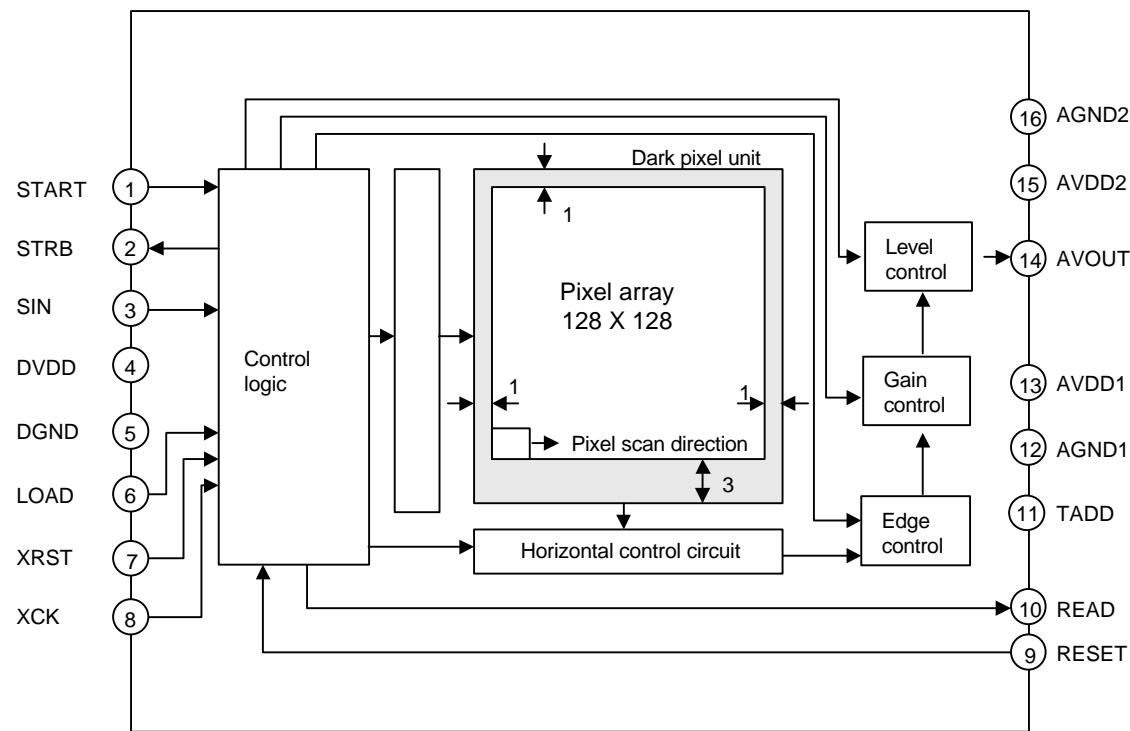 START
1
STRB
2
SIN
3
DVDD
4
DGND
5
LOAD
6
XRST
7
XCK
8
Control
logic
Dark pixel unit
1
Pixel array
128 X 128
1
1
Pixel scan direction
3
Horizontal control circuit
Level
control
Gain
control
Edge
control
16
AGND2
15
AVDD2
14
AVOUT
13
AVDD1
12
AGND1
11
TADD
10
READ
9
RESET